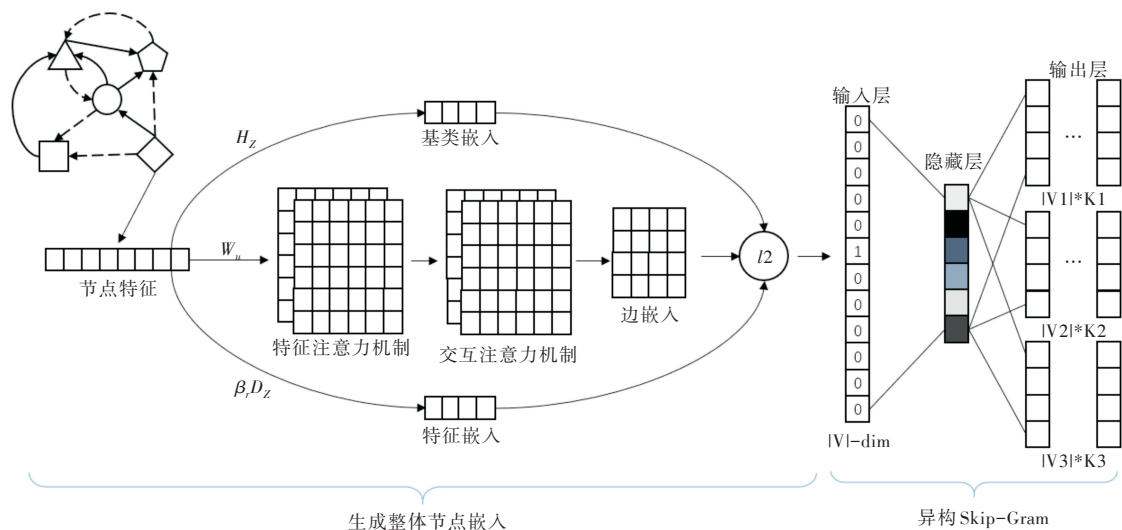 H_Z
基类嵌入
节点特征
W_u
特征注意力机制
交互注意力机制
边嵌入
l2
β_rD_Z
特征嵌入
生成整体节点嵌入
输入层
0
0
0
0
0
1
0
0
0
0
0
0
|V|-dim
隐藏层
输出层
...
|V1|*K1
...
|V2|*K2
|V3|*K3
异构Skip-Gram